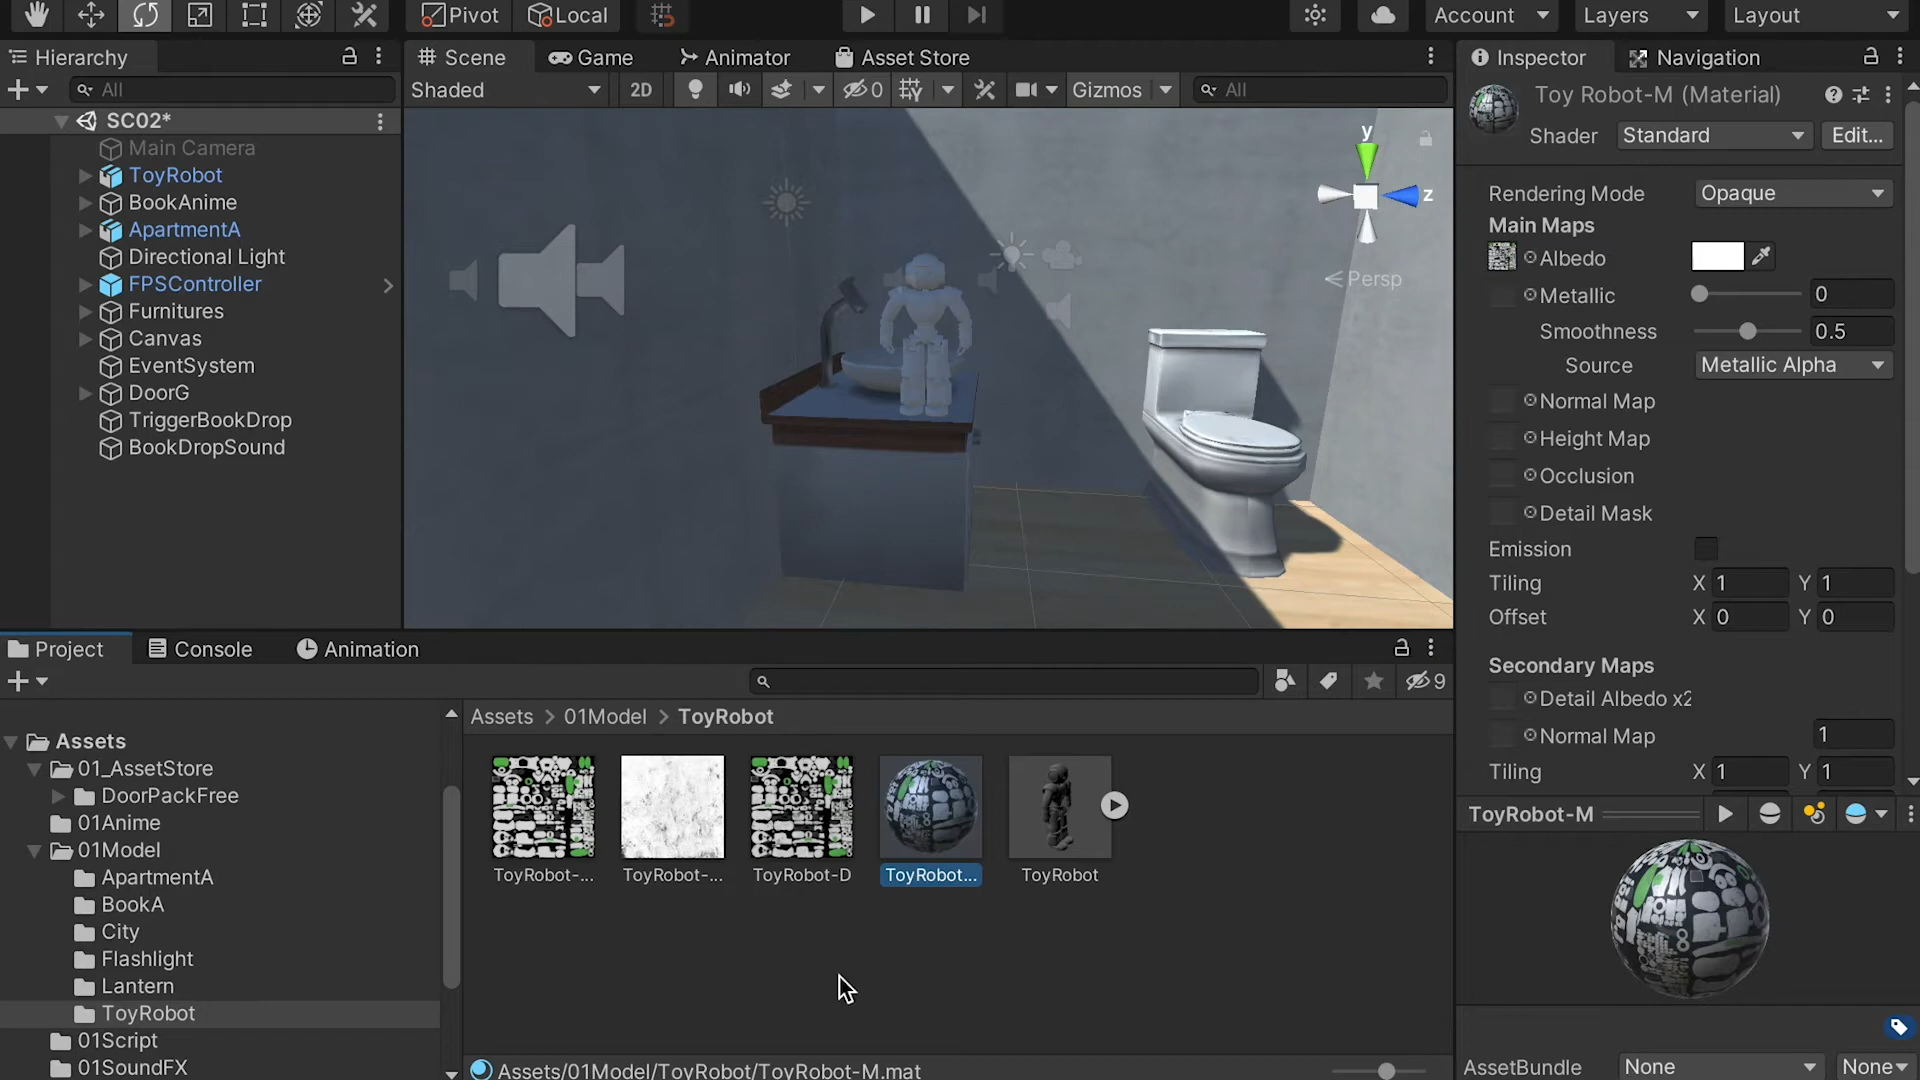 Pivot Local Account Layers Layout
Hierarchy
All
SC02*
Main Camera
ToyRobot
BookAnime
ApartmentA
Directional Light
FPSController
Furnitures
Canvas
EventSystem
DoorG
TriggerBookDrop
BookDropSound
Scene Game Animator Asset Store
Shaded 2D 0 Gizmos All
y
z
Persp
Inspector Navigation
Toy Robot-M (Material)
Shader Standard Edit...
Rendering Mode Opaque
Main Maps
Albedo
Metallic 0
Smoothness 0.5
Source Metallic Alpha
Normal Map
Height Map
Occlusion
Detail Mask
Emission
Tiling X 1 Y 1
Offset X 0 Y 0
Secondary Maps
Detail Albedo x2
Normal Map 1
Tiling X 1 Y 1
ToyRobot-M
AssetBundle None None
Project Console Animation
9
Assets
01_AssetStore
DoorPackFree
01Anime
01Model
ApartmentA
BookA
City
Flashlight
Lantern
ToyRobot
01Script
01SoundFX
Assets > 01Model > ToyRobot
ToyRobot-... ToyRobot-... ToyRobot-D ToyRobot... ToyRobot
Assets/01Model/ToyRobot/ToyRobot-M.mat